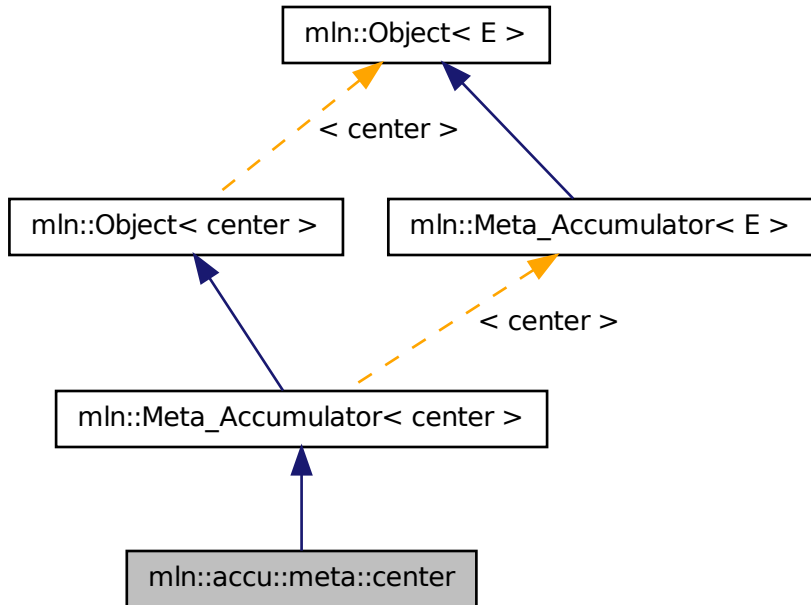 mln::Object< E >
< center >
mln::Object< center >
mln::Meta_Accumulator< E >
< center >
mln::Meta_Accumulator< center >
mln::accu::meta::center